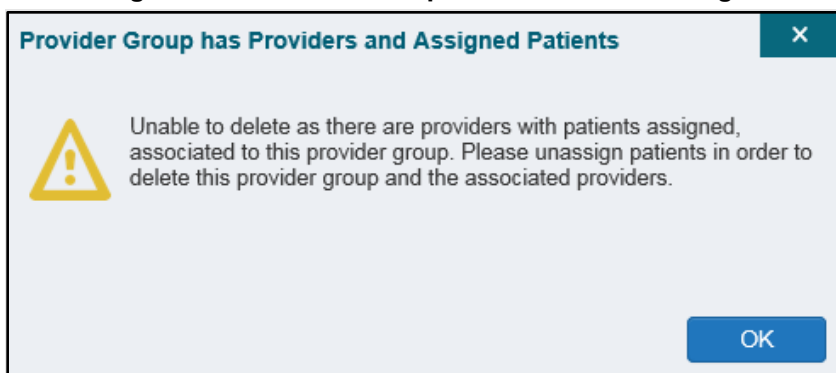 Provider Group has Providers and Assigned Patients
Unable to delete as there are providers with patients assigned,
associated to this provider group. Please unassign patients in order to
delete this provider group and the associated providers.
OK